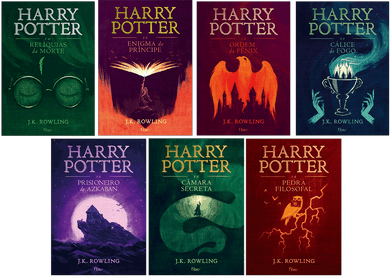 HARRY
POTTER
E AS
RELÍQUIAS
da MORTE
J.K. ROWLING
HARRY
POTTER
E O
ENIGMA do
PRÍNCIPE
J.K. ROWLING
HARRY
POTTER
E A
ORDEM
da FÊNIX
J.K. ROWLING
HARRY
POTTER
E O
CÁLICE
de FOGO
J.K. ROWLING
HARRY
POTTER
E O
PRISIONEIRO
de AZKABAN
J.K. ROWLING
HARRY
POTTER
E A
CÂMARA
SECRETA
J.K. ROWLING
HARRY
POTTER
E A
PEDRA
FILOSOFAL
J.K. ROWLING